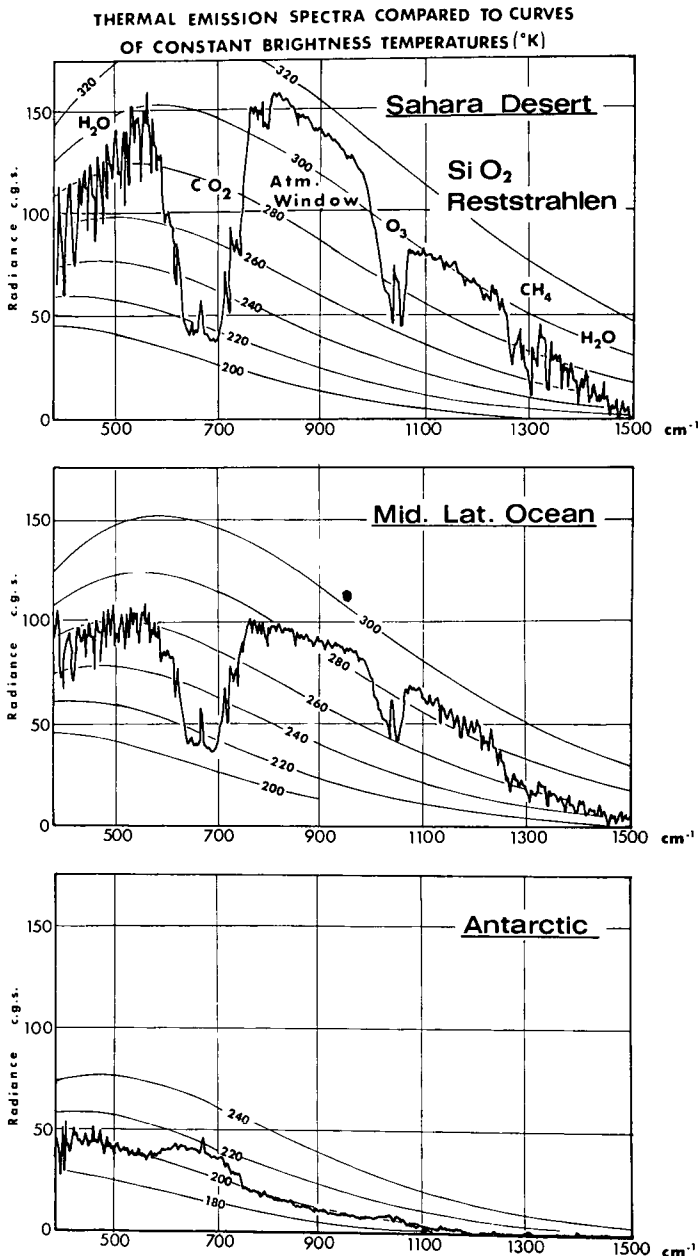 THERMAL EMISSION SPECTRA COMPARED TO CURVES
OF CONSTANT BRIGHTNESS TEMPERATURES (°K)
Radiance c.g.s.
150
100
50
0
320
H₂O
CO₂
Atm.
Window
320
Sahara Desert
300
SiO₂
Reststrahlen
280
O₃
260
CH₄
240
H₂O
220
200
500 700 900 1100 1300 1500 cm⁻¹
Radiance c.g.s.
150
100
50
0
Mid. Lat. Ocean
300
280
260
240
220
200
500 700 900 1100 1300 1500 cm⁻¹
Radiance c.g.s.
150
100
50
0
Antarctic
240
220
200
180
500 700 900 1100 1300 1500 cm⁻¹